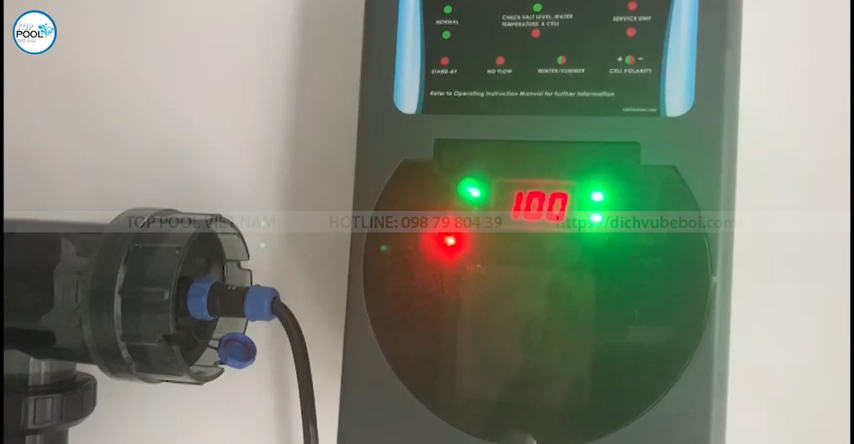 TOP
POOL
NORMAL
CHECK SALT LEVEL, WATER
TEMPERATURE, & CELL
SERVICE UNIT
STAND-BY
NO FLOW
WINTER/SUMMER
+ -
CELL POLARITY
Refer to Operating Instruction Manual for further information
100
TOP POOL VIET NAM HOTLINE: 098 79 804 39 https://dichvubeboi.com